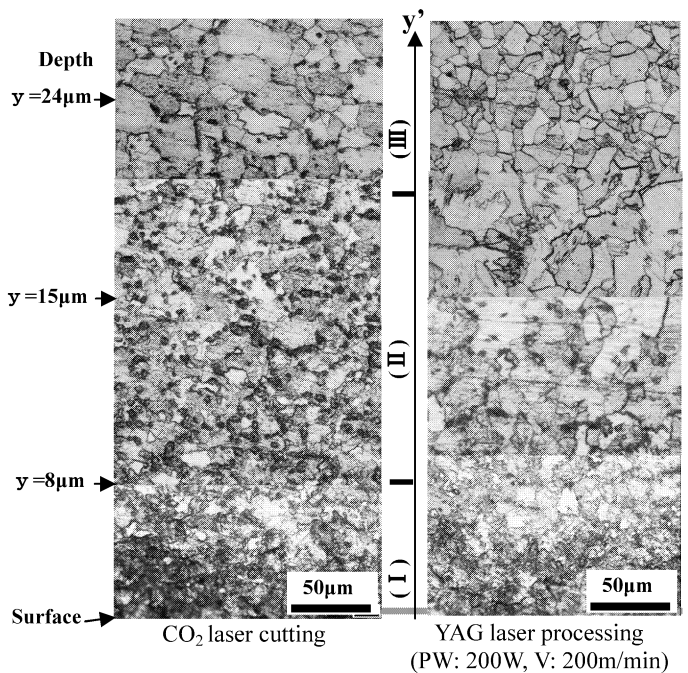 y’
Depth
y =24μm
(Ⅲ)
y =15μm
(Ⅱ)
y =8μm
(Ⅰ)
50μm
50μm
Surface
CO2 laser cutting
YAG laser processing
(PW: 200W, V: 200m/min)